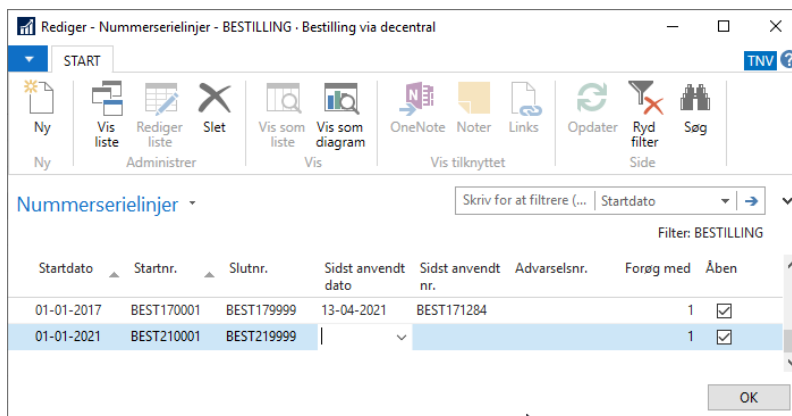 Rediger - Nummerserielinjer - BESTILLING · Bestilling via decentral
START
TNV
Ny
Vis liste
Rediger liste
Slet
Vis som liste
Vis som diagram
OneNote
Noter
Links
Opdater
Ryd filter
Søg
Ny
Administrer
Vis
Vis tilknyttet
Side
Nummerserielinjer
Skriv for at filtrere (... Startdato
Filter: BESTILLING
Startdato Startnr. Slutnr. Sidst anvendt dato Sidst anvendt nr. Advarselsnr. Forøg med Åben
01-01-2017 BEST170001 BEST179999 13-04-2021 BEST171284 1
01-01-2021 BEST210001 BEST219999 1
OK